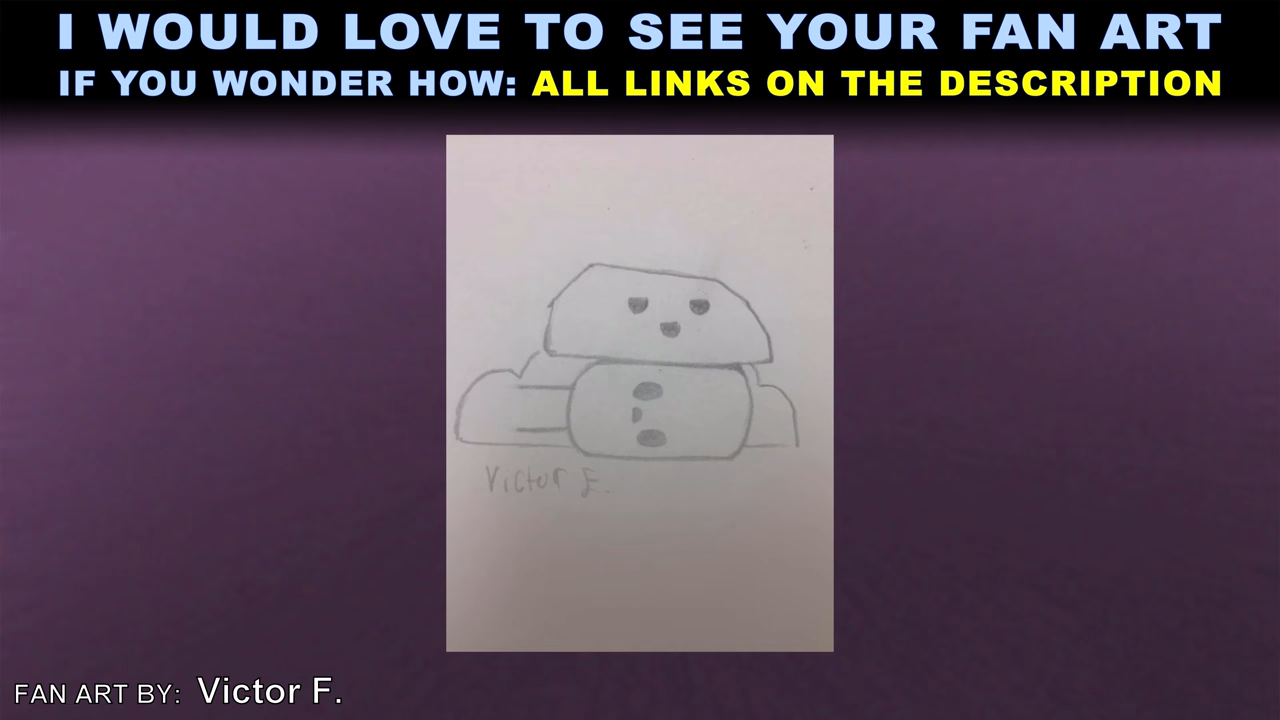 I WOULD LOVE TO SEE YOUR FAN ART
IF YOU WONDER HOW: ALL LINKS ON THE DESCRIPTION
Victor F.
FAN ART BY: Victor F.